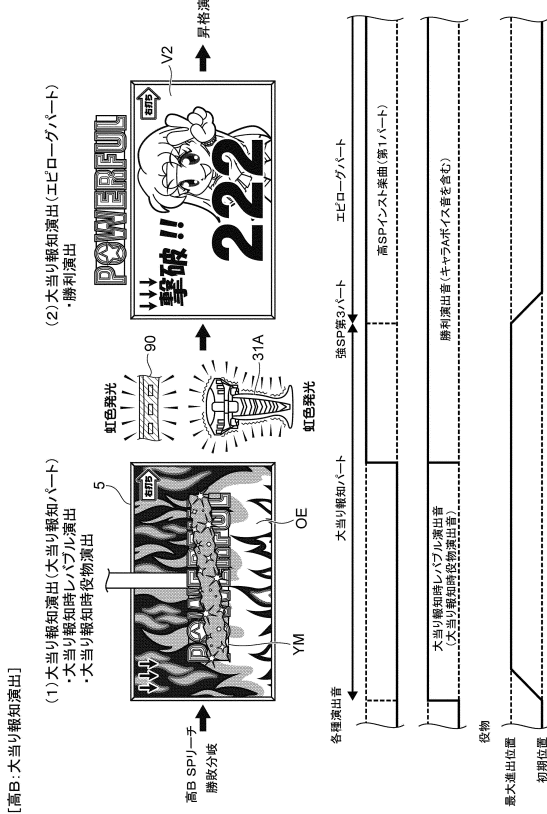 [高B:大当り報知演出]
(1)大当り報知演出(大当り報知パート)
・大当り報知時レバブル演出
・大当り報知時役物演出
(2)大当り報知演出(エピローグパート)
・勝利演出
高B SPリーチ
勝敗分岐
5
右打ち
POWERFUL
YM
OE
虹色発光
90
31A
虹色発光
POWERFUL
撃破!!
222
右打ち
V2
昇格演
各種演出音
大当り報知パート
強SP第3パート
エピローグパート
高SPインスト楽曲(第1パート)
大当り報知時レバブル演出音
(大当り報知時役物演出音)
勝利演出音(キャラAボイス音を含む)
役物
最大進出位置
初期位置